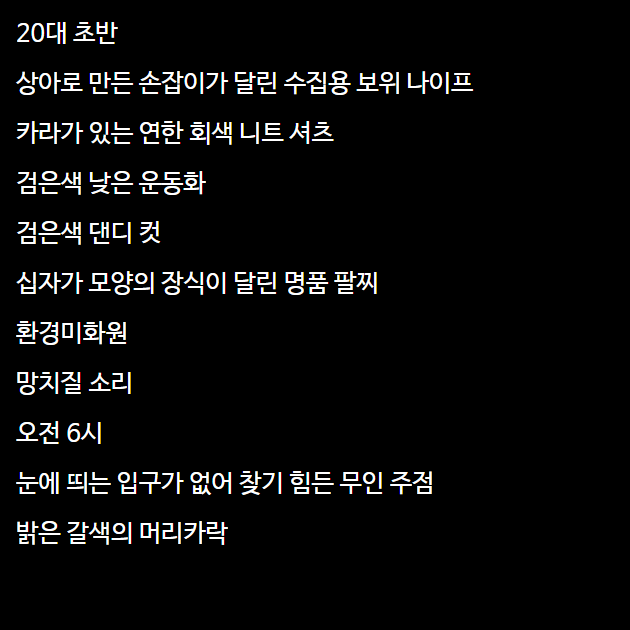 20대 초반
상아로 만든 손잡이가 달린 수집용 보위 나이프
카라가 있는 연한 회색 니트 셔츠
검은색 낮은 운동화
검은색 댄디 컷
십자가 모양의 장식이 달린 명품 팔찌
환경미화원
망치질 소리
오전 6시
눈에 띄는 입구가 없어 찾기 힘든 무인 주점
밝은 갈색의 머리카락